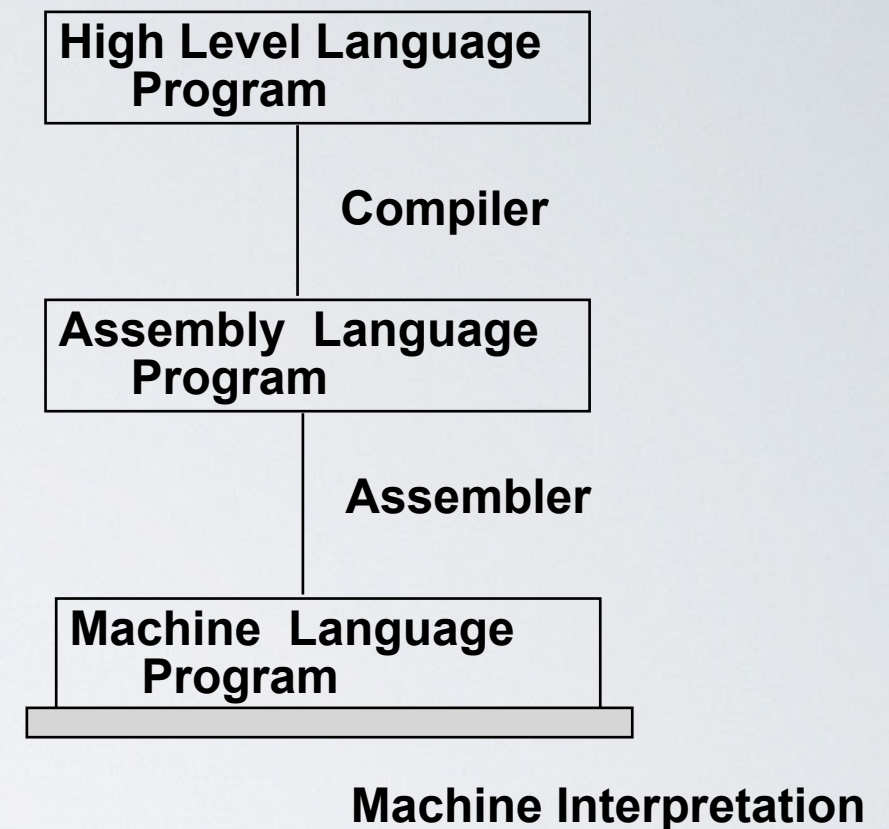 High Level Language
Program
Compiler
Assembly Language
Program
Assembler
Machine Language
Program
Machine Interpretation